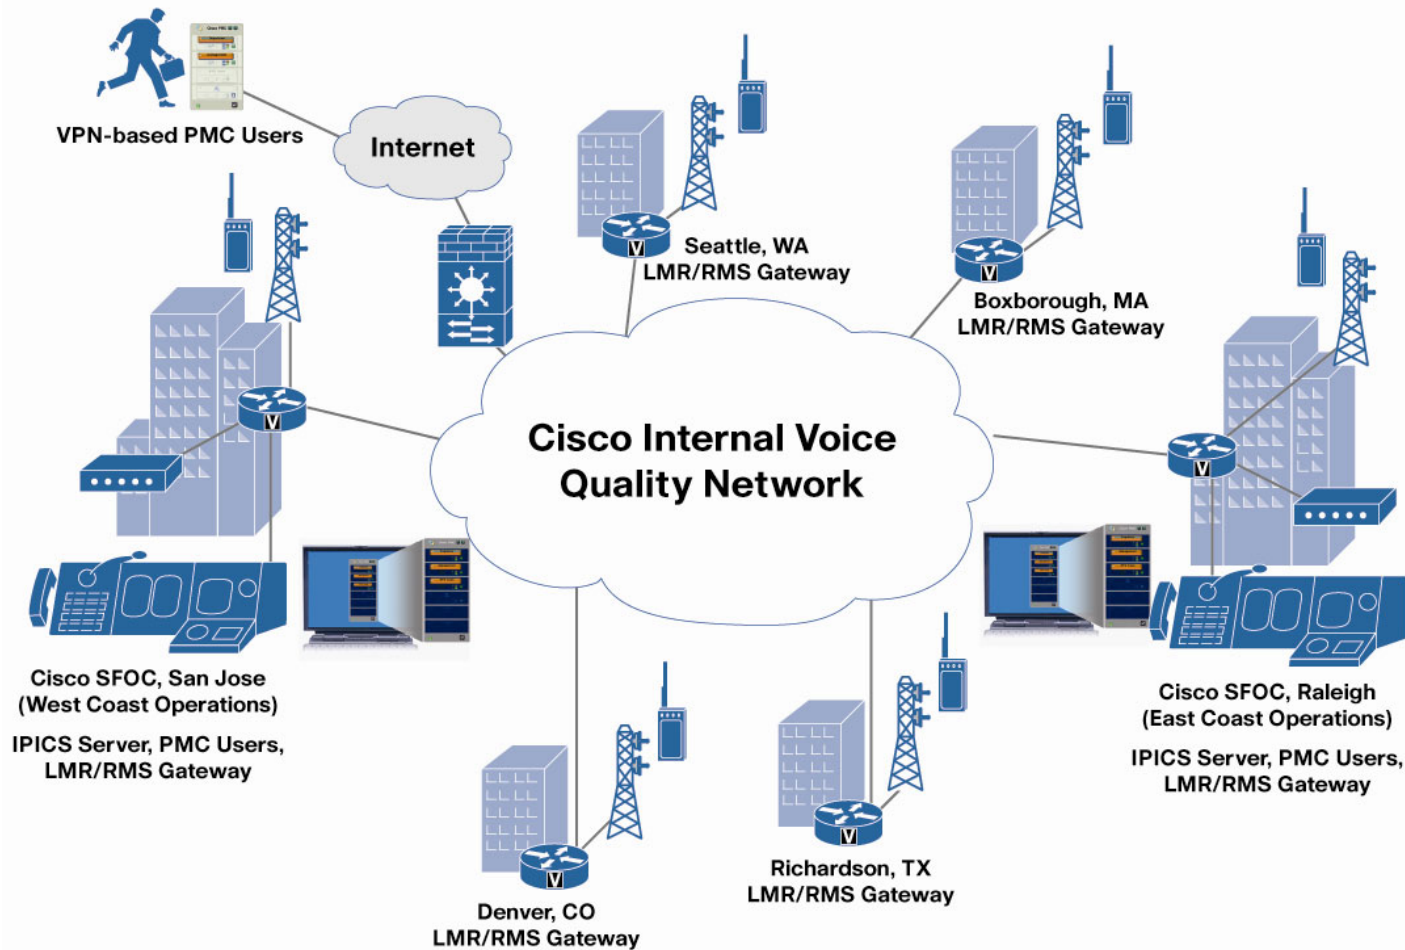 VPN-based PMC Users
Internet
Seattle, WA
LMR/RMS Gateway
Boxborough, MA
LMR/RMS Gateway
V
V
V
V
Cisco Internal Voice
Quality Network
Cisco SFOC, San Jose
(West Coast Operations)
IPICS Server, PMC Users,
LMR/RMS Gateway
Cisco SFOC, Raleigh
(East Coast Operations)
IPICS Server, PMC Users,
LMR/RMS Gateway
V
Richardson, TX
LMR/RMS Gateway
V
Denver, CO
LMR/RMS Gateway